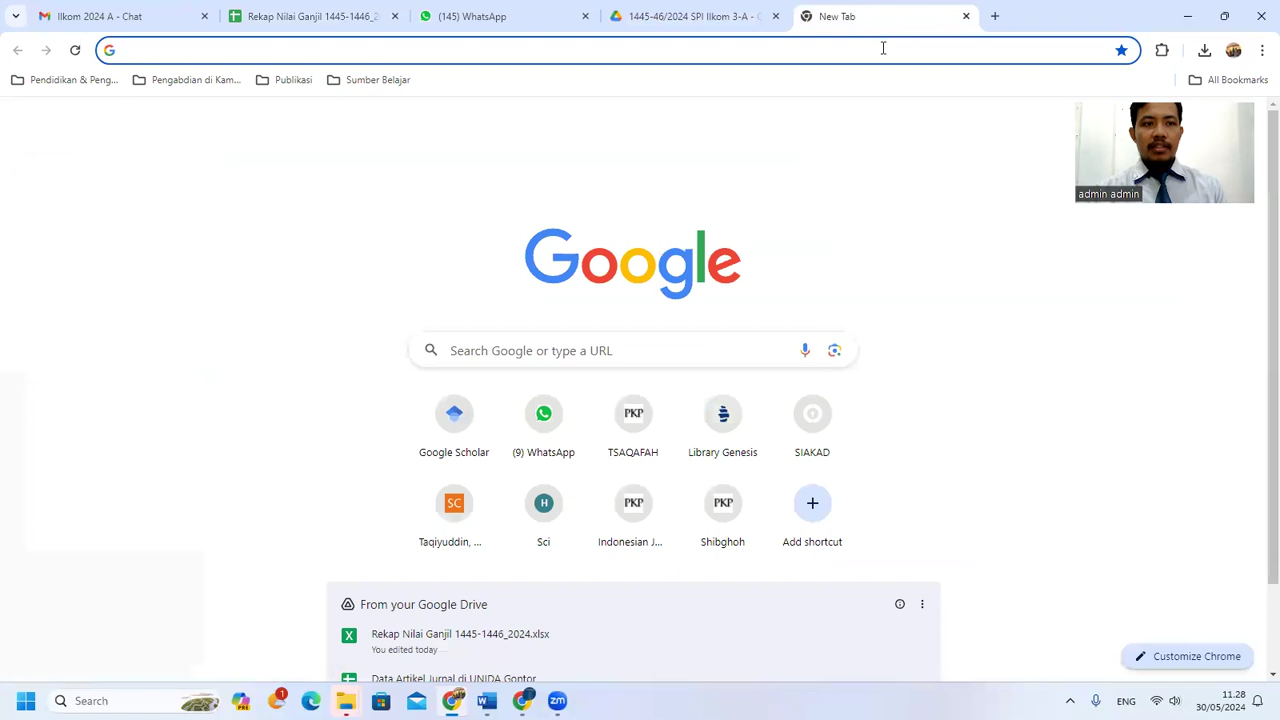 Ilkom 2024 A - Chat
Rekap Nilai Ganjil 1445-1446_2
(145) WhatsApp
1445-46/2024 SPI Ilkom 3-A - C
New Tab
Pendidikan & Peng...
Pengabdian di Kam...
Publikasi
Sumber Belajar
All Bookmarks
admin admin
Google
Search Google or type a URL
PKP
Google Scholar
(9) WhatsApp
TSAQAFAH
Library Genesis
SIAKAD
SC
H
PKP
PKP
Taqiyuddin, ...
Sci
Indonesian J...
Shibghoh
Add shortcut
From your Google Drive
Rekap Nilai Ganjil 1445-1446_2024.xlsx
You edited today
Data Artikel Jurnal di UNIDA Gontor
Customize Chrome
Search
PRE
1
zm
ENG
11.28
30/05/2024